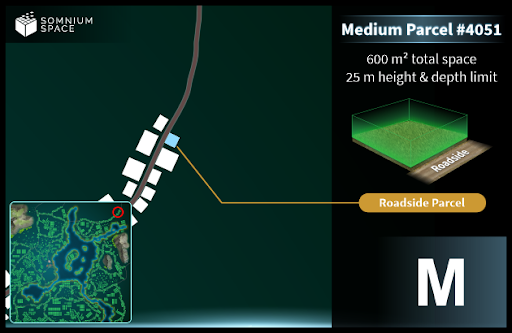 SOMNIUM
SPACE
Medium Parcel #4051
600 m² total space
25 m height & depth limit
Roadside
Roadside Parcel
M